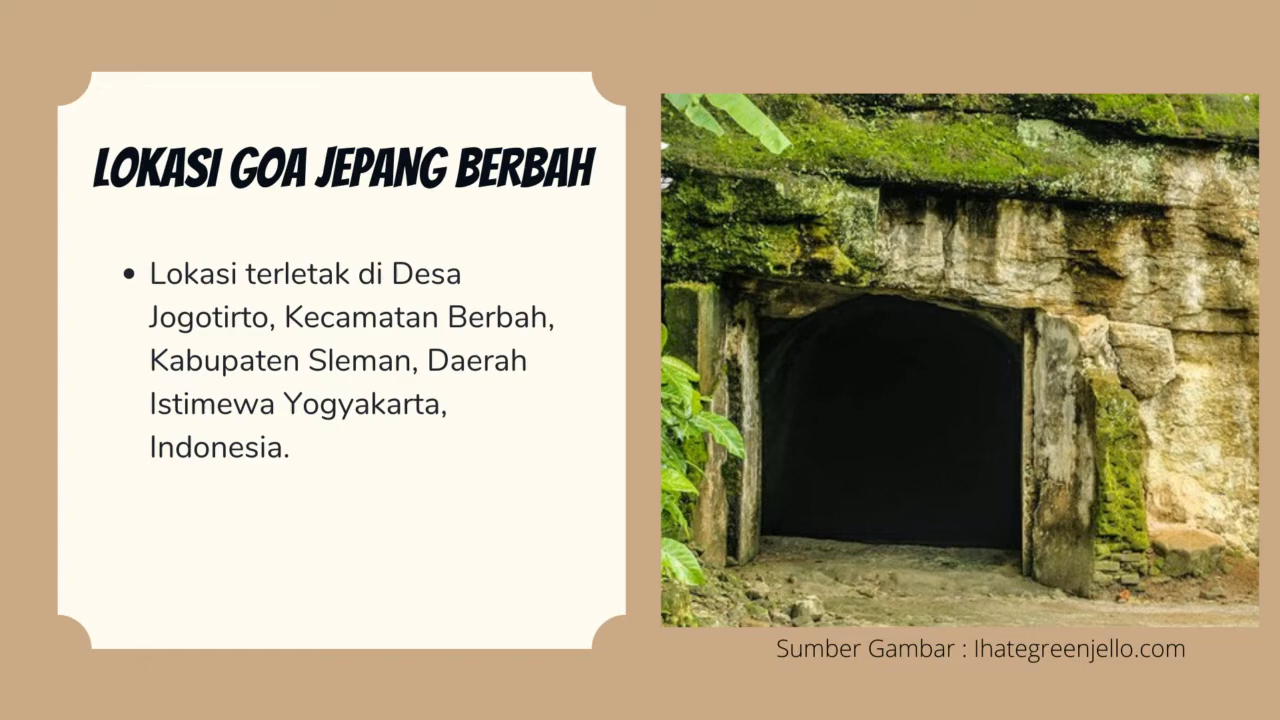 LOKASI GOA JEPANG BERBAH
• Lokasi terletak di Desa
Jogotirto, Kecamatan Berbah,
Kabupaten Sleman, Daerah
Istimewa Yogyakarta,
Indonesia.
Sumber Gambar : Ihategreenjello.com